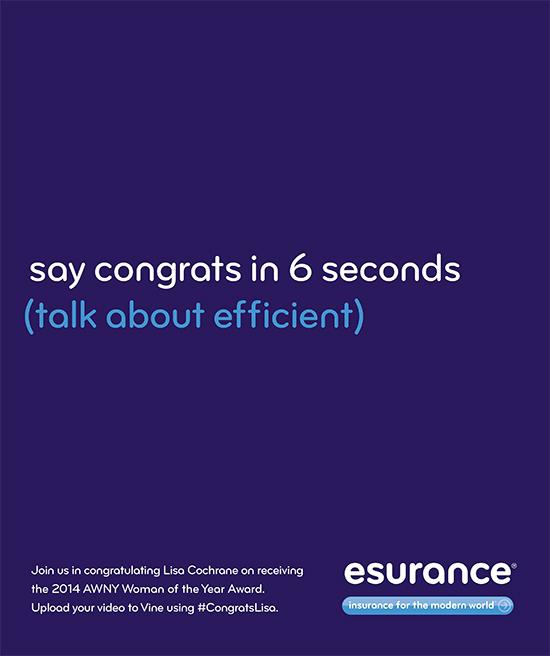 say congrats in 6 seconds
(talk about efficient)
Join us in congratulating Lisa Cochrane on receiving
the 2014 AWNY Woman of the Year Award.
Upload your video to Vine using #CongratsLisa.
esurance®
insurance for the modern world